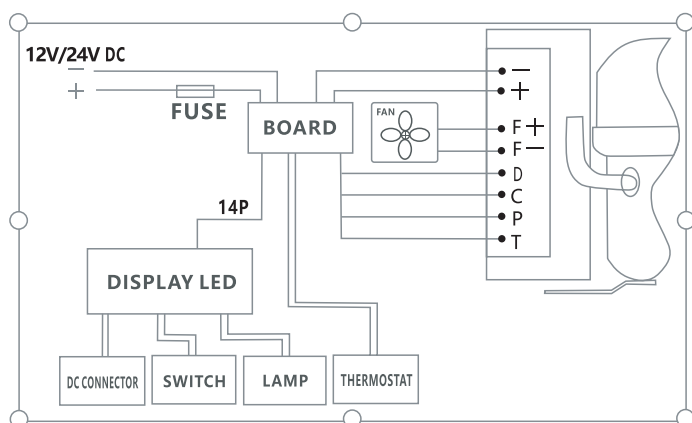 12V/24V DC
−
+
FUSE
BOARD
FAN
−
+
F +
F −
D
C
P
T
14P
DISPLAY LED
DC CONNECTOR
SWITCH
LAMP
THERMOSTAT